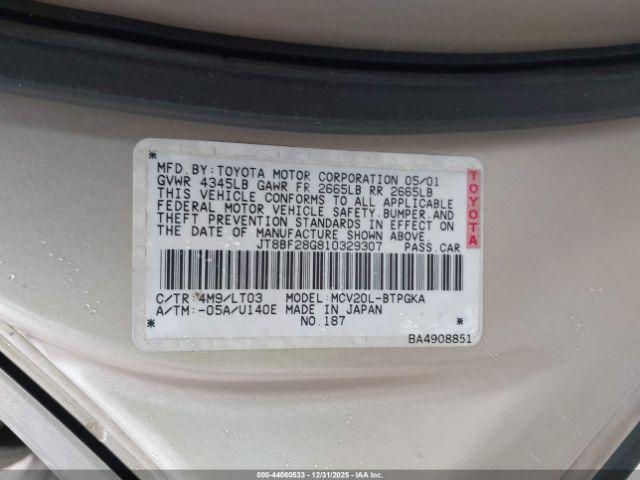 MFD. BY: TOYOTA MOTOR CORPORATION 05/01
GVWR 4345LB GAWR FR 2665LB RR 2665LB
THIS VEHICLE CONFORMS TO ALL APPLICABLE
FEDERAL MOTOR VEHICLE SAFETY, BUMPER, AND
THEFT PREVENTION STANDARDS IN EFFECT ON
THE DATE OF MANUFACTURE SHOWN ABOVE.
JT8BF28G810329307 PASS. CAR
TOYOTA
C/TR: 4M9/LT03 MODEL: MCV20L-BTPGKA
A/TM: -05A/U140E MADE IN JAPAN
NO. 187
BA4908851
000-44060533 - 12/31/2025 - IAAI.COM